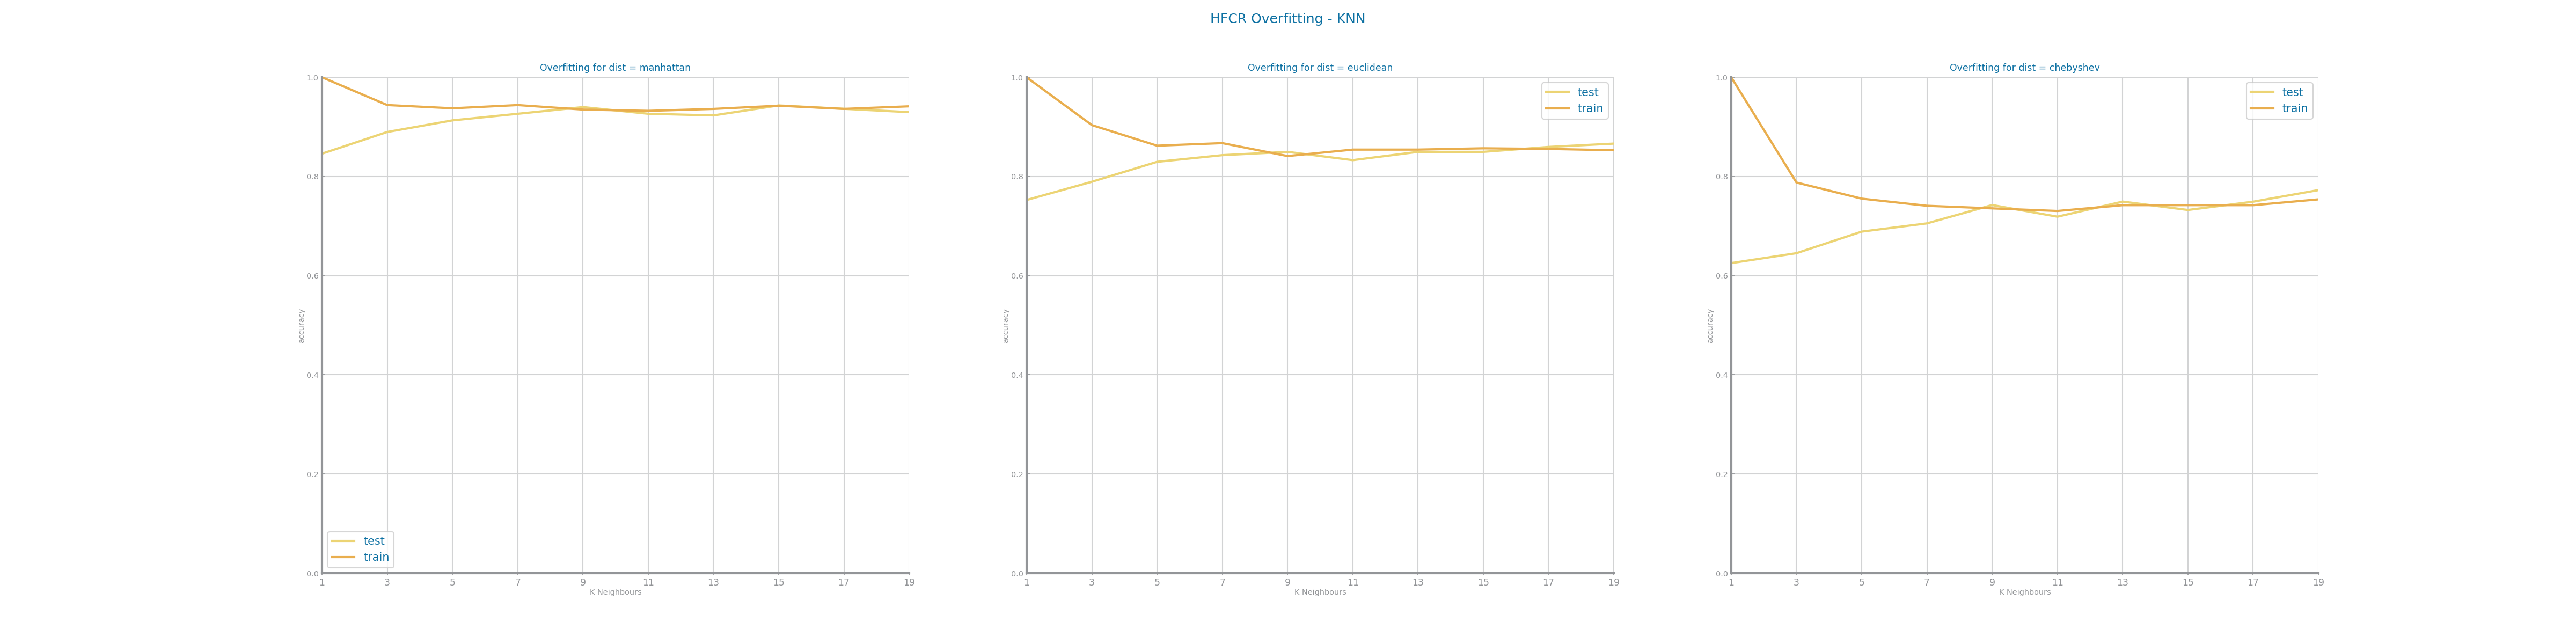 HFCR Overfitting - KNN
Overfitting for dist = manhattan
1.0
0.8
0.6
0.4
0.2
0.0
accuracy
test
train
1 3 5 7 9 11 13 15 17 19
K Neighbours
Overfitting for dist = euclidean
1.0
0.8
0.6
0.4
0.2
0.0
accuracy
test
train
1 3 5 7 9 11 13 15 17 19
K Neighbours
Overfitting for dist = chebyshev
1.0
0.8
0.6
0.4
0.2
0.0
accuracy
test
train
1 3 5 7 9 11 13 15 17 19
K Neighbours